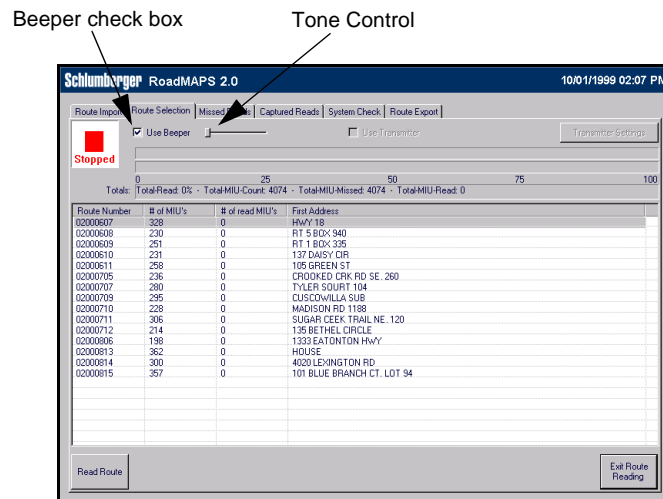 Beeper check box
Tone Control
Schlumberger RoadMAPS 2.0
10/01/1999 02:07 PM
Route Import Route Selection Missed Reads Captured Reads System Check Route Export
Stopped
Use Beeper
Use Transmitter
Transmitter Settings
0 25 50 75 100
Totals: Total-Read: 0% - Total-MIU-Count: 4074 - Total-MIU-Missed: 4074 - Total-MIU-Read: 0
Route Number # of MIU's # of read MIU's First Address
02000607 328 0 HWY 18
02000608 230 0 RT 5 BOX 940
02000609 251 0 RT 1 BOX 335
02000610 231 0 137 DAISY CIR
02000611 258 0 105 GREEN ST
02000705 236 0 CROOKED CRK RD SE. 260
02000707 280 0 TYLER SOURT 104
02000709 295 0 CUSCOWILLA SUB
02000710 228 0 MADISON RD 1188
02000711 306 0 SUGAR CEEK TRAIL NE. 120
02000712 214 0 135 BETHEL CIRCLE
02000806 198 0 1333 EATONTON HWY
02000813 362 0 HOUSE
02000814 300 0 4020 LEXINGTON RD
02000815 357 0 101 BLUE BRANCH CT. LOT 94
Read Route
Exit Route
Reading